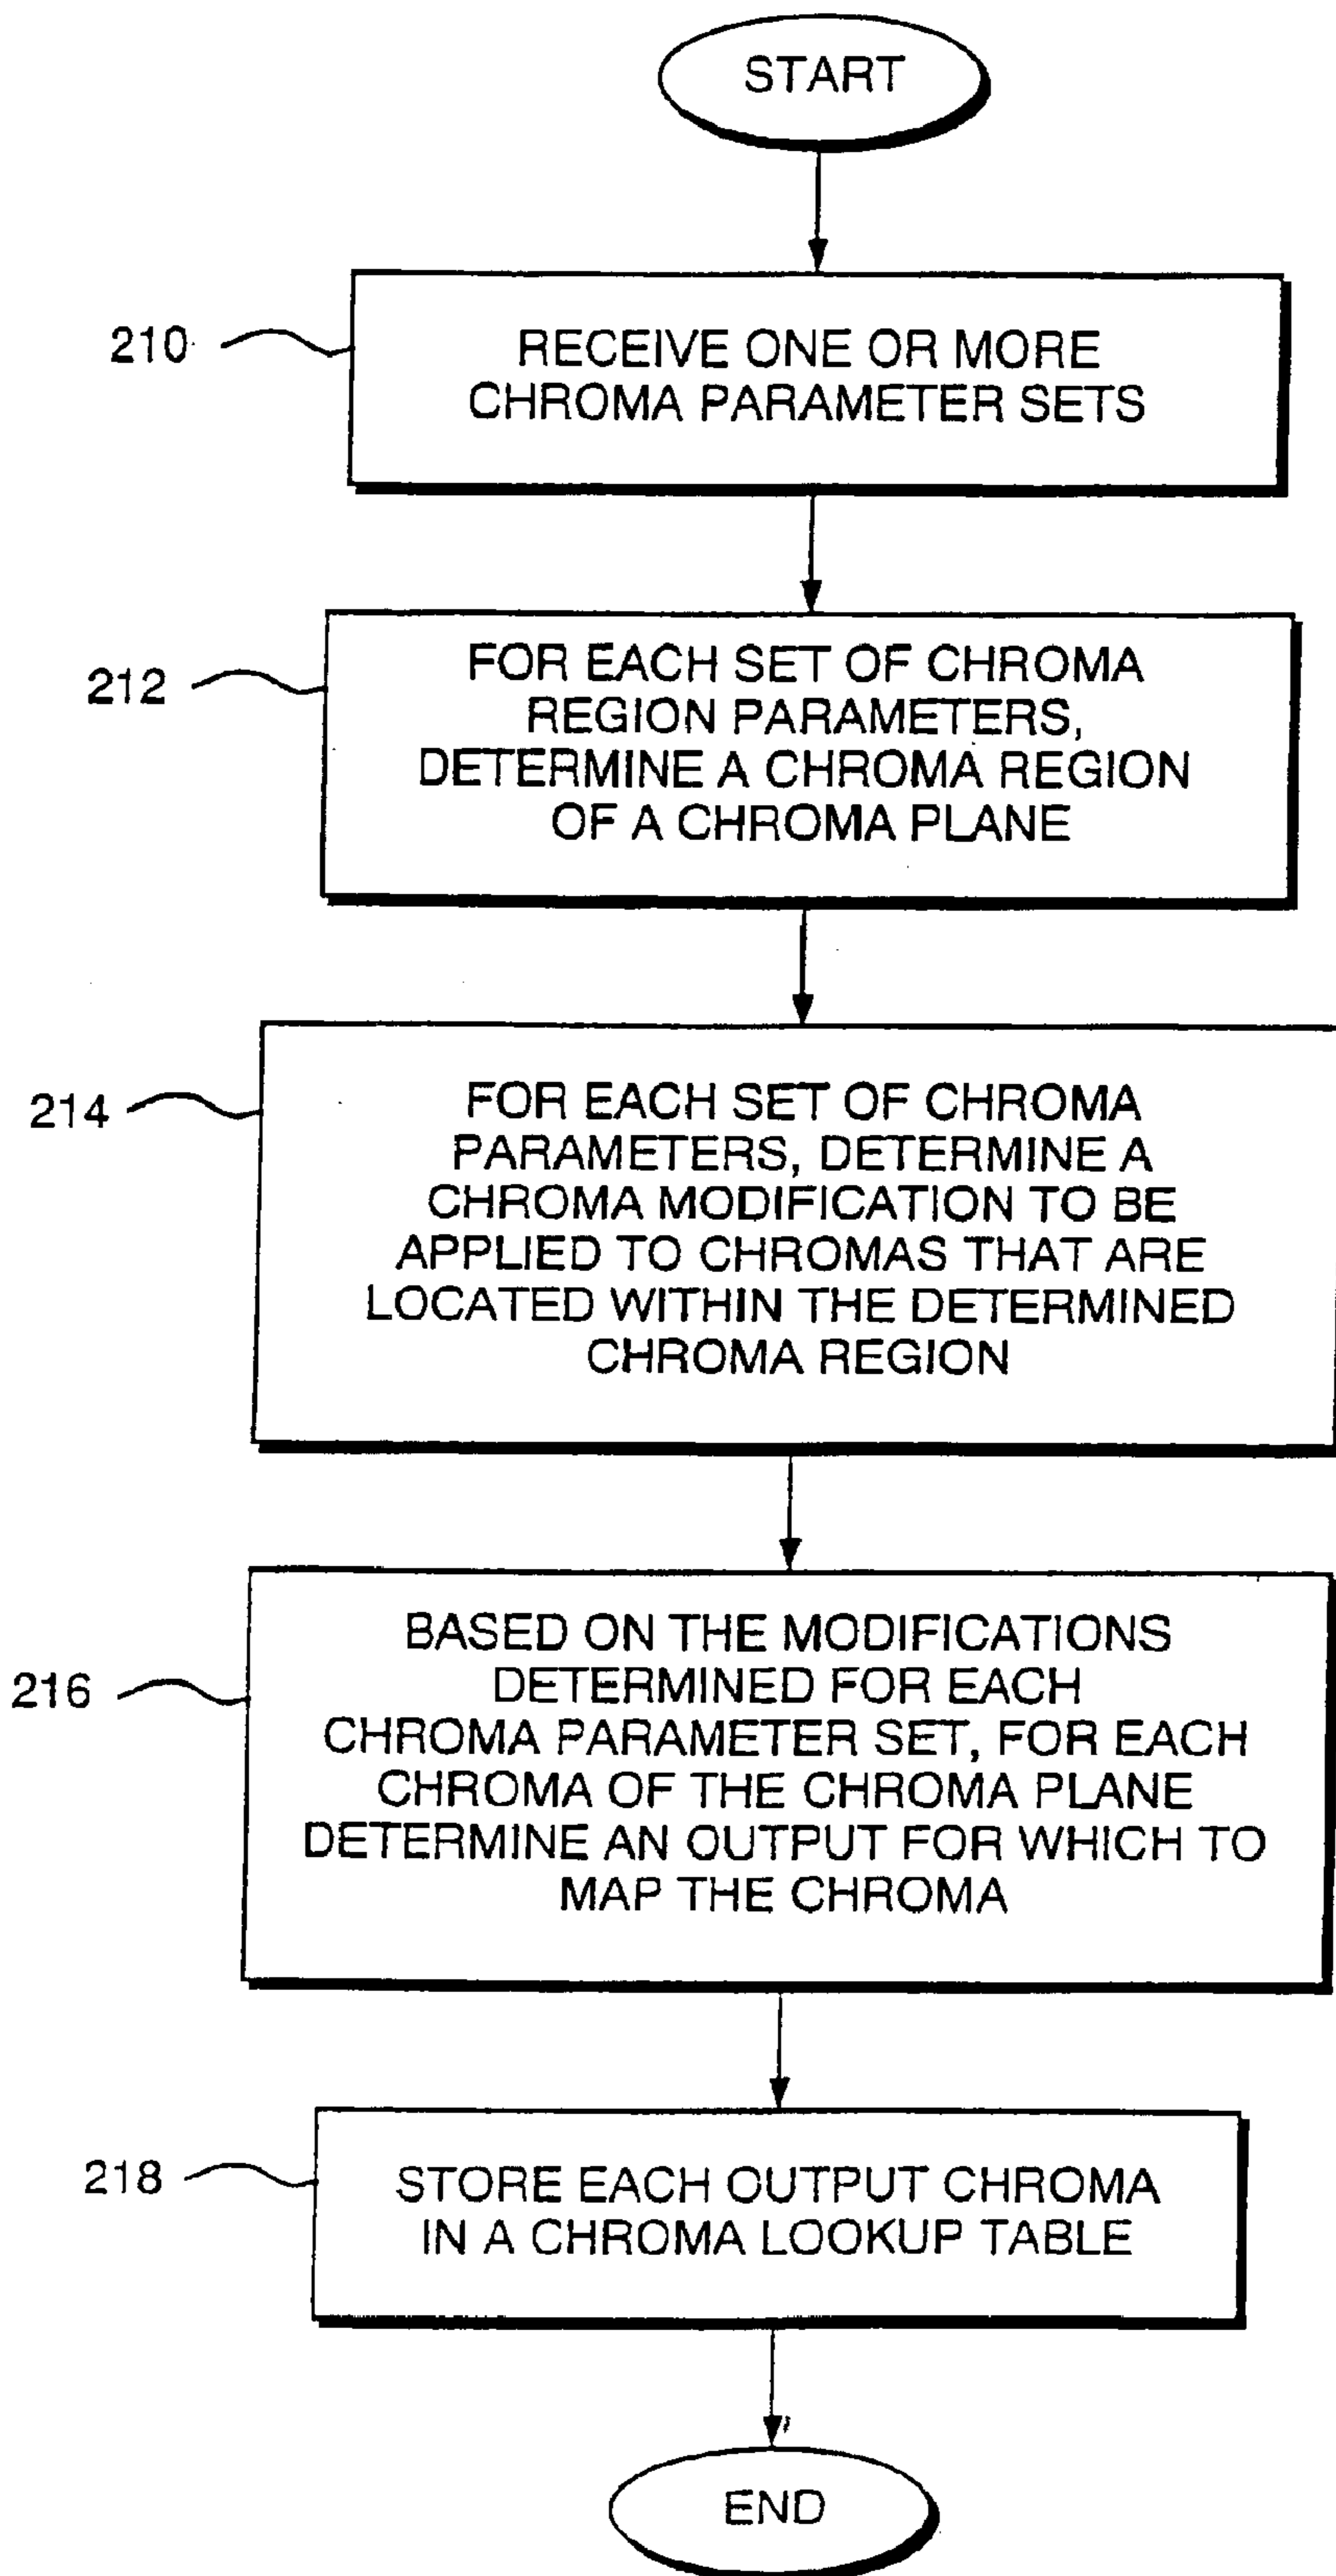 START
210
RECEIVE ONE OR MORE
CHROMA PARAMETER SETS
212
FOR EACH SET OF CHROMA
REGION PARAMETERS,
DETERMINE A CHROMA REGION
OF A CHROMA PLANE
214
FOR EACH SET OF CHROMA
PARAMETERS, DETERMINE A
CHROMA MODIFICATION TO BE
APPLIED TO CHROMAS THAT ARE
LOCATED WITHIN THE DETERMINED
CHROMA REGION
216
BASED ON THE MODIFICATIONS
DETERMINED FOR EACH
CHROMA PARAMETER SET, FOR EACH
CHROMA OF THE CHROMA PLANE
DETERMINE AN OUTPUT FOR WHICH TO
MAP THE CHROMA
218
STORE EACH OUTPUT CHROMA
IN A CHROMA LOOKUP TABLE
END